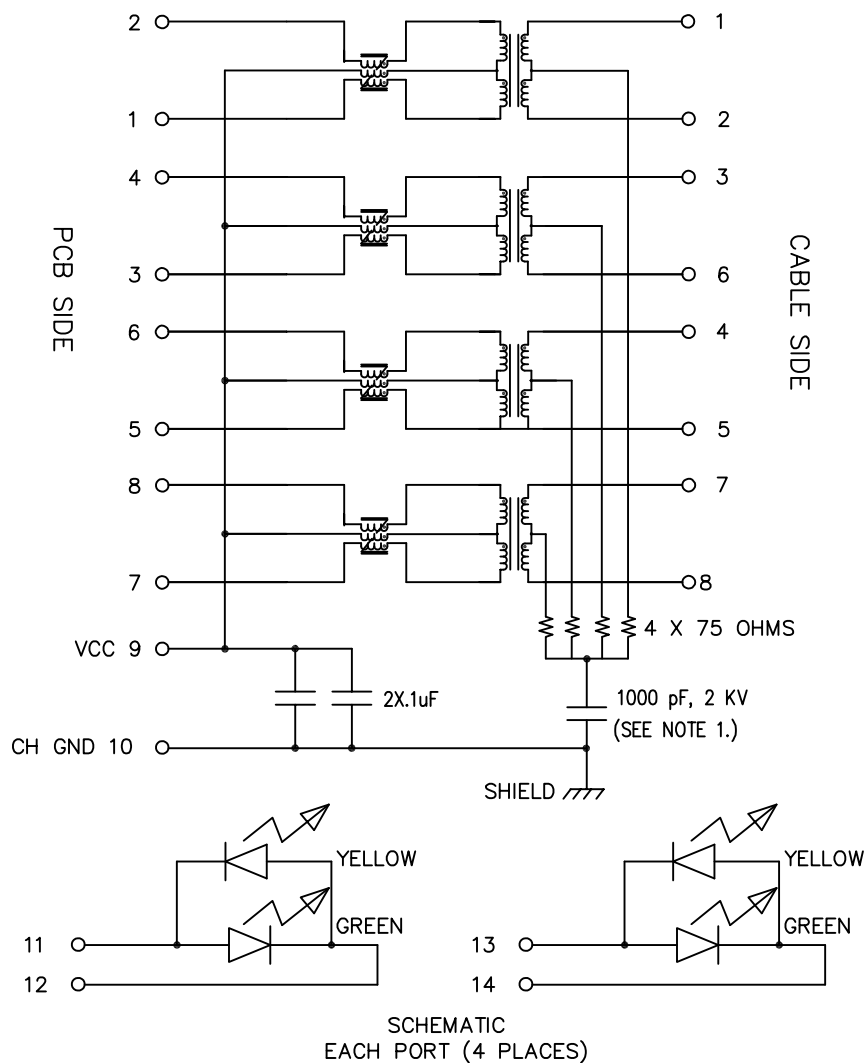 2
1
1
2
4
3
3
6
PCB SIDE
CABLE SIDE
6
4
5
5
8
7
7
8
4 X 75 OHMS
VCC 9
2X.1uF
1000 pF, 2 KV
(SEE NOTE 1.)
CH GND 10
SHIELD
YELLOW
YELLOW
GREEN
GREEN
11
13
12
14
SCHEMATIC
EACH PORT (4 PLACES)